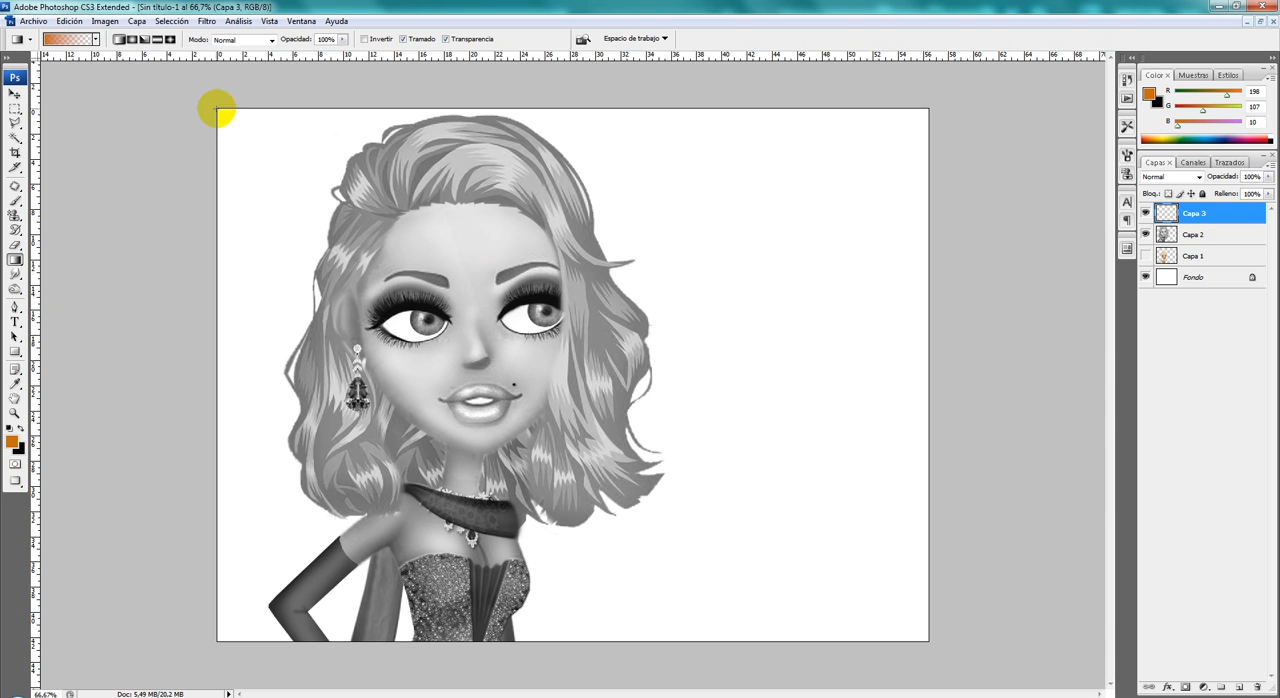 Adobe Photoshop CS3 Extended - [Sin título-1 al 66,7% (Capa 3, RGB/8)]
Archivo Edición Imagen Capa Selección Filtro Análisis Vista Ventana Ayuda
Modo: Normal Opacidad: 100% Invertir Tramado Transparencia Espacio de trabajo
Ps
Color Muestras Estilos
R 198
G 107
B 10
Capas Canales Trazados
Normal Opacidad: 100%
Bloq.: Relleno: 100%
Capa 3
Capa 2
Capa 1
Fondo
66,67% Doc: 5,49 MB/20,2 MB